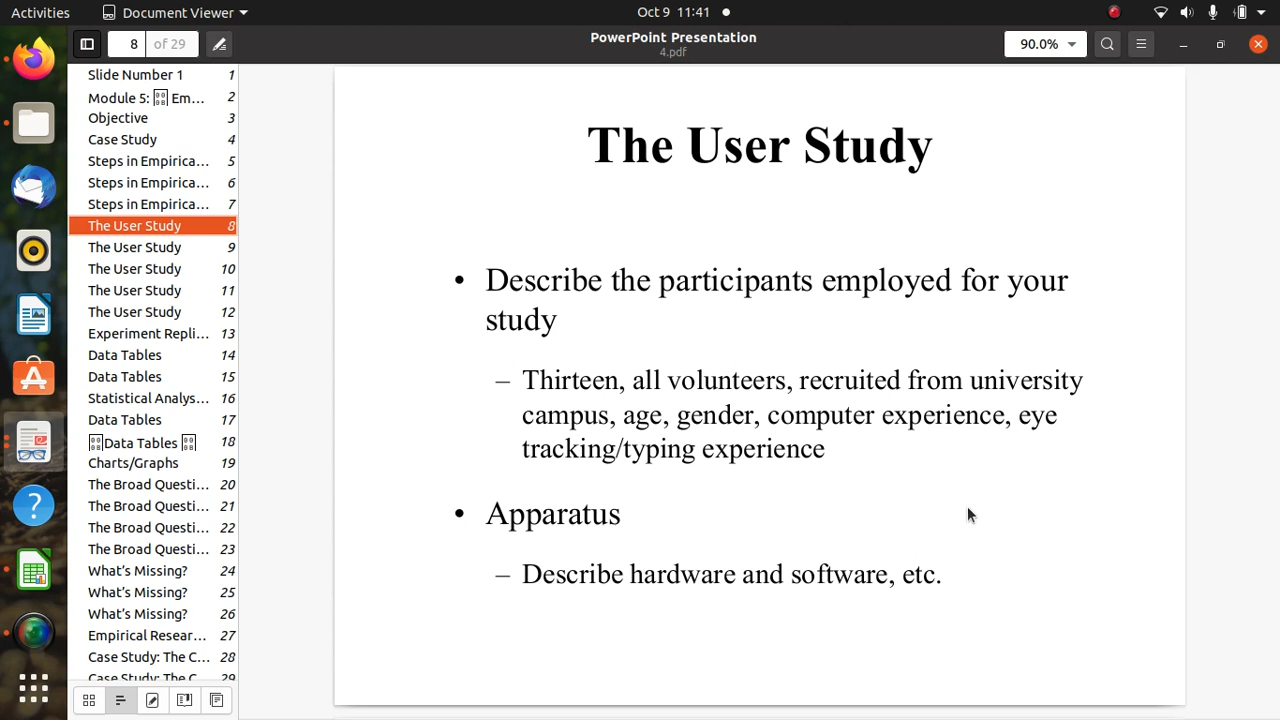 Activities
Document Viewer
Oct 9 11:41
8 of 29
PowerPoint Presentation
4.pdf
90.0%
Slide Number 1 1
Module 5: Em... 2
Objective 3
Case Study 4
Steps in Empirica... 5
Steps in Empirica... 6
Steps in Empirica... 7
The User Study 8
The User Study 9
The User Study 10
The User Study 11
The User Study 12
Experiment Repli... 13
Data Tables 14
Data Tables 15
Statistical Analys... 16
Data Tables 17
Data Tables 18
Charts/Graphs 19
The Broad Questi... 20
The Broad Questi... 21
The Broad Questi... 22
The Broad Questi... 23
What's Missing? 24
What's Missing? 25
What's Missing? 26
Empirical Resear... 27
Case Study: The C... 28
Case Study: The C... 29
The User Study
• Describe the participants employed for your
study
– Thirteen, all volunteers, recruited from university
campus, age, gender, computer experience, eye
tracking/typing experience
• Apparatus
– Describe hardware and software, etc.